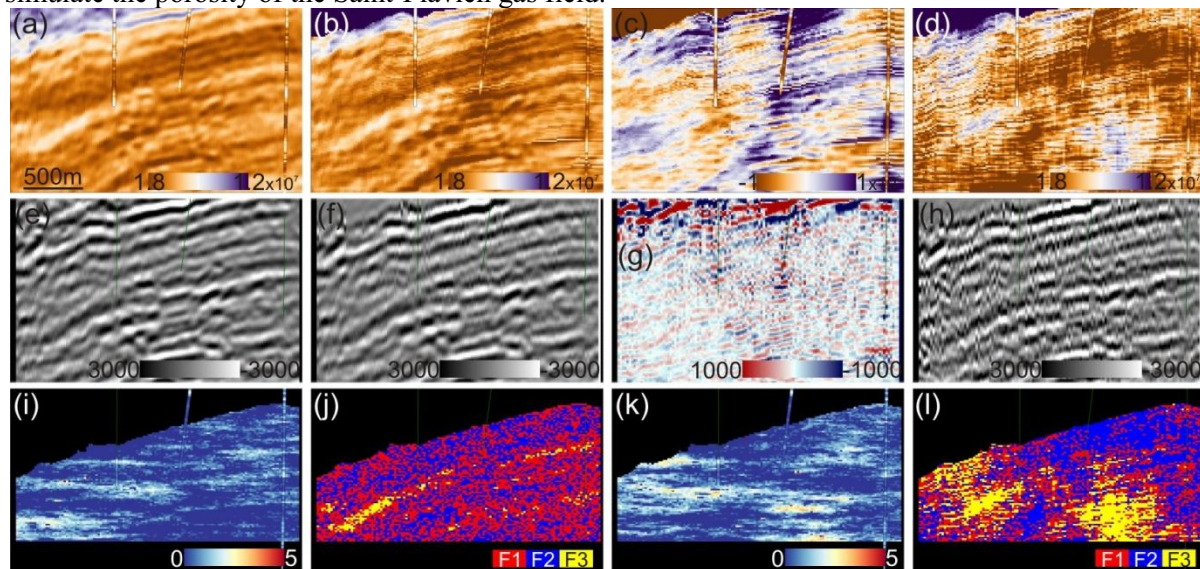 simulate the porosity of the Saint-Flavien gas field.
(a) (b) (c) (d)
500m 1.8 1.2x10⁷ 1.8 1.2x10⁷ -1 1.8 1.2x10⁷
(e) (f) (g) (h)
3000 -3000 3000 -3000 1000 -1000 3000 -3000
(i) (j) (k) (l)
0 5 F1 F2 F3 0 5 F1 F2 F3